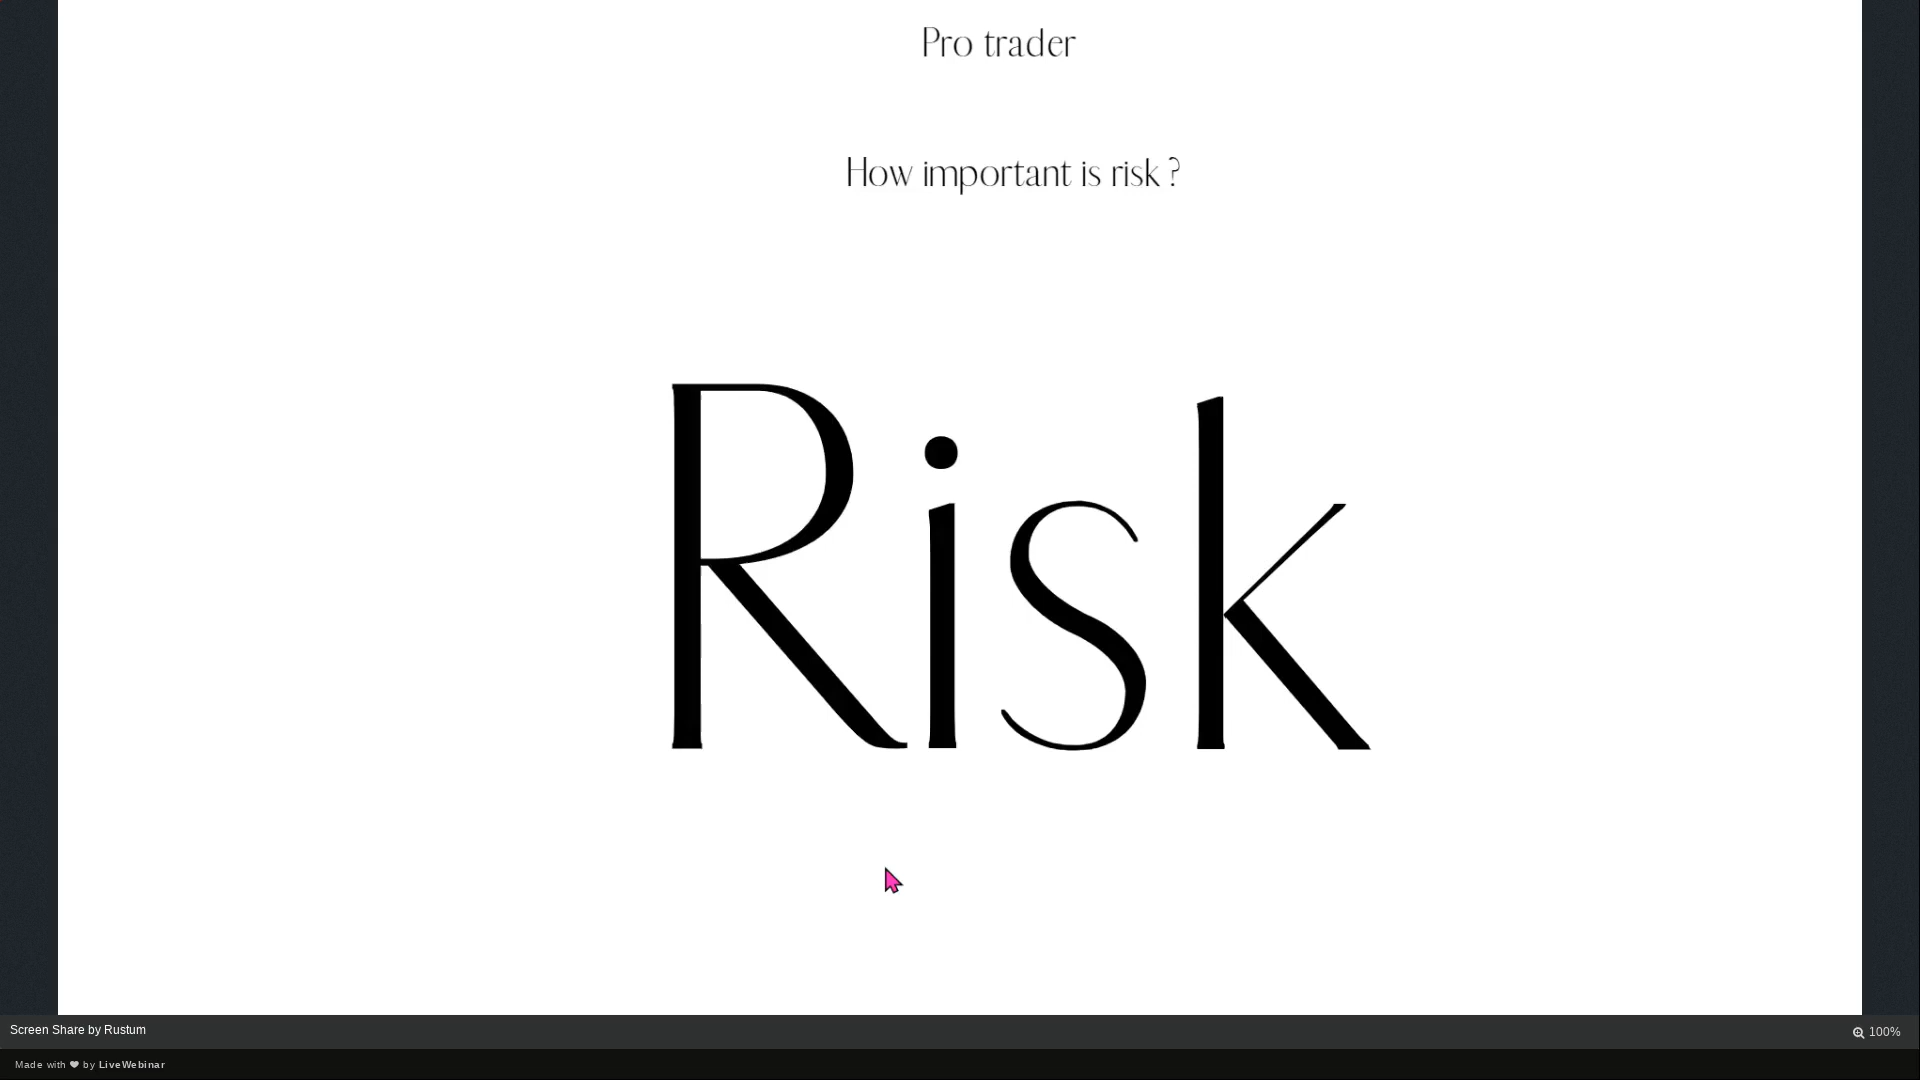 Pro trader
How important is risk ?
Risk
Screen Share by Rustum
100%
Made with ❤ by LiveWebinar